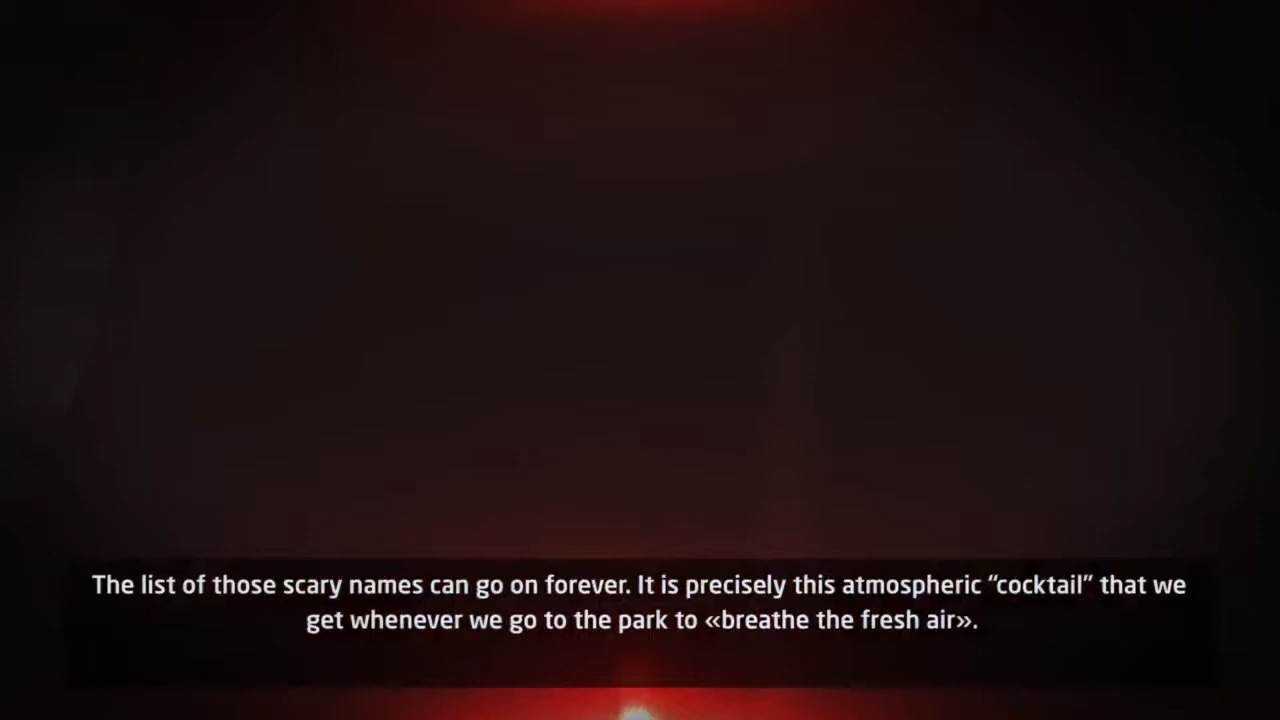 The list of those scary names can go on forever. It is precisely this atmospheric “cocktail” that we
get whenever we go to the park to «breathe the fresh air».